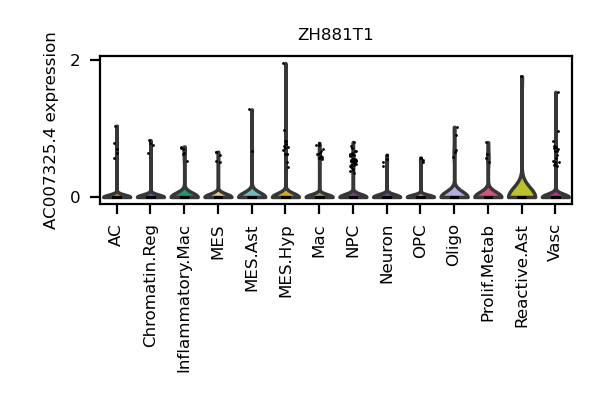 ZH881T1
AC007325.4 expression
2
0
AC
Chromatin.Reg
Inflammatory.Mac
MES
MES.Ast
MES.Hyp
Mac
NPC
Neuron
OPC
Oligo
Prolif.Metab
Reactive.Ast
Vasc